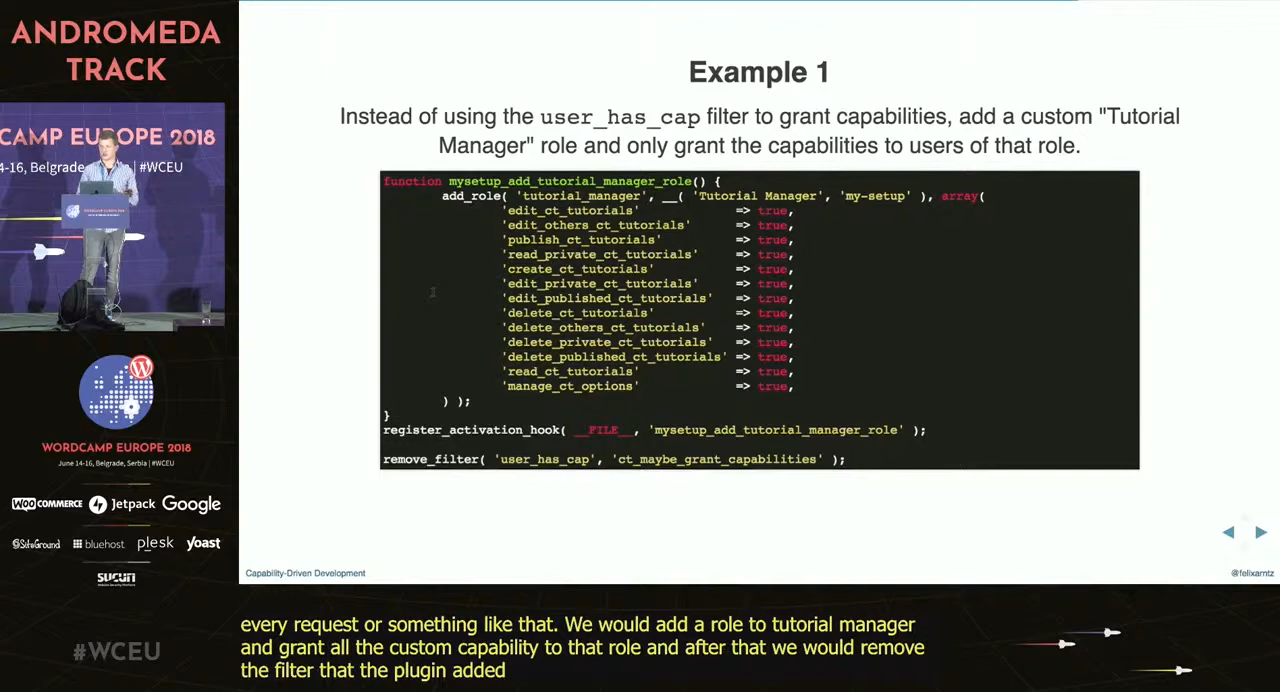 ANDROMEDA
TRACK
CAMP EUROPE 2018
4-16, Belgrade, Serbia | #WCEU
WORDCAMP EUROPE 2018
June 14-16, Belgrade, Serbia | #WCEU
WOO COMMERCE Jetpack Google
SiteGround bluehost plesk yoast
SUCURI
#WCEU
Example 1
Instead of using the user_has_cap filter to grant capabilities, add a custom "Tutorial
Manager" role and only grant the capabilities to users of that role.
function mysetup_add_tutorial_manager_role() {
add_role( 'tutorial_manager', __( 'Tutorial Manager', 'my-setup' ), array(
'edit_ct_tutorials' => true,
'edit_others_ct_tutorials' => true,
'publish_ct_tutorials' => true,
'read_private_ct_tutorials' => true,
'create_ct_tutorials' => true,
'edit_private_ct_tutorials' => true,
'edit_published_ct_tutorials' => true,
'delete_ct_tutorials' => true,
'delete_others_ct_tutorials' => true,
'delete_private_ct_tutorials' => true,
'delete_published_ct_tutorials' => true,
'read_ct_tutorials' => true,
'manage_ct_options' => true,
) );
}
register_activation_hook( __FILE__, 'mysetup_add_tutorial_manager_role' );
remove_filter( 'user_has_cap', 'ct_maybe_grant_capabilities' );
Capability-Driven Development
@felixarntz
every request or something like that. We would add a role to tutorial manager
and grant all the custom capability to that role and after that we would remove
the filter that the plugin added